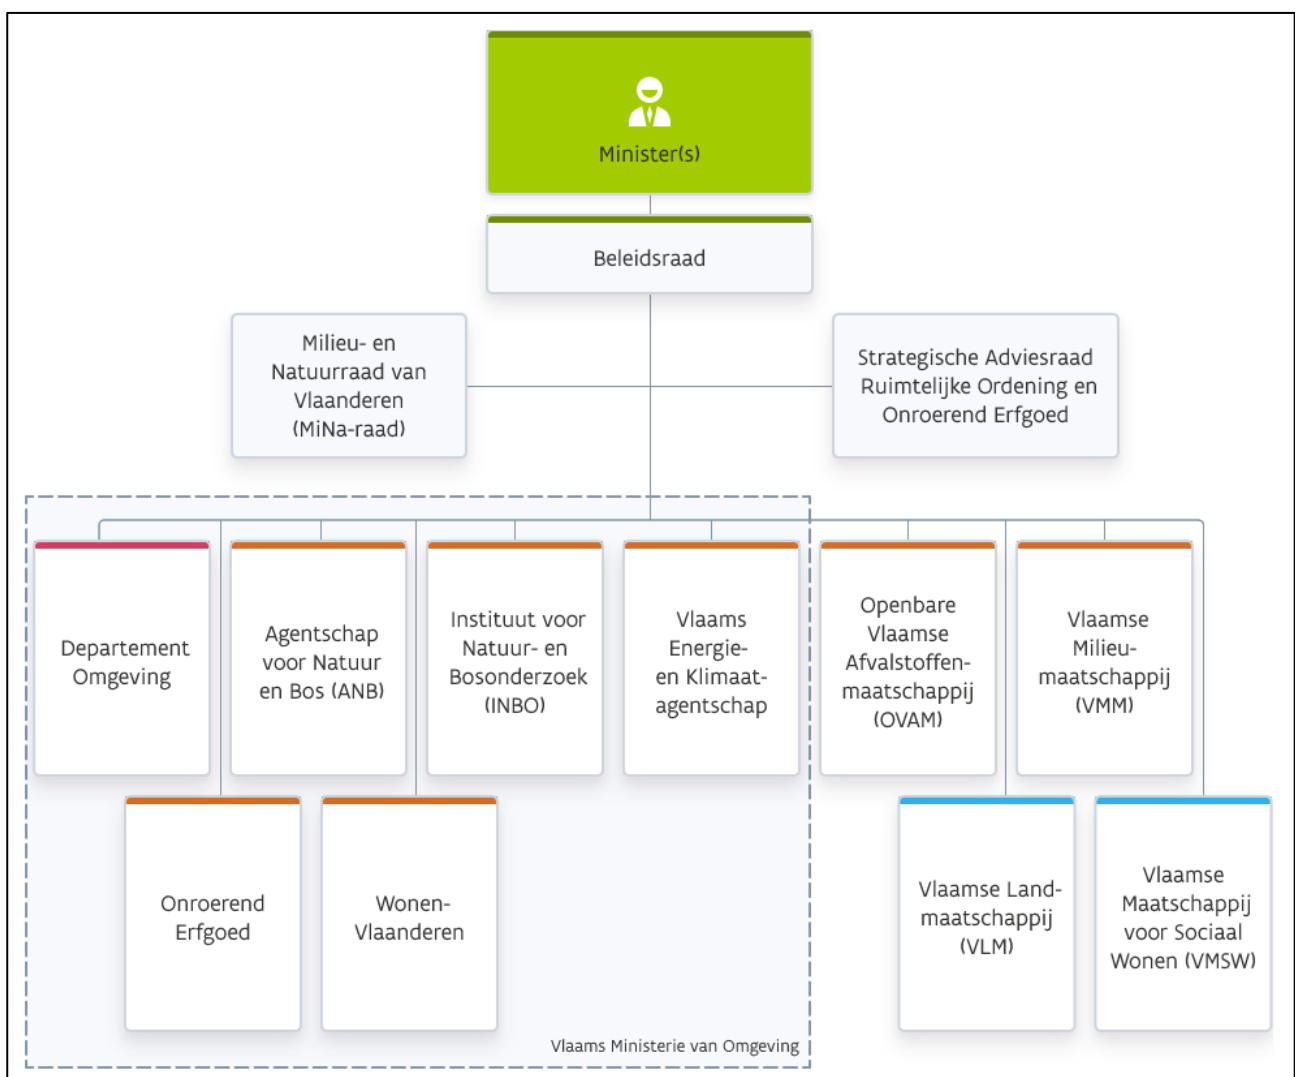 Minister(s)
Beleidsraad
Milieu- en
Natuurraad van
Vlaanderen
(MiNa-raad)
Strategische Adviesraad
Ruimtelijke Ordening en
Onroerend Erfgoed
Departement
Omgeving
Agentschap
voor Natuur
en Bos (ANB)
Instituut voor
Natuur- en
Bosonderzoek
(INBO)
Vlaams
Energie-
en Klimaat-
agentschap
Openbare
Vlaamse
Afvalstoffen-
maatschappij
(OVAM)
Vlaamse
Milieu-
maatschappij
(VMM)
Onroerend
Erfgoed
Wonen-
Vlaanderen
Vlaamse Land-
maatschappij
(VLM)
Vlaamse
Maatschappij
voor Sociaal
Wonen (VMSW)
Vlaams Ministerie van Omgeving